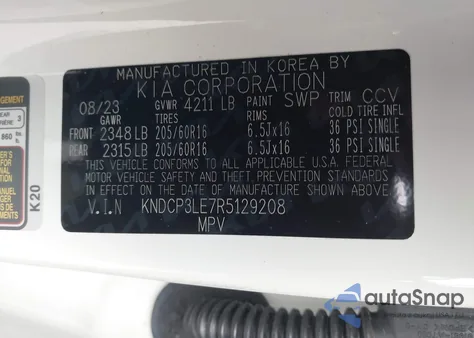 MANUFACTURED IN KOREA BY
KIA CORPORATION
08/23 GVWR 4211 LB PAINT SWP TRIM CCV
GAWR TIRES RIMS COLD TIRE INFL
FRONT 2348 LB 205/60R16 6.5Jx16 36 PSI SINGLE
REAR 2315 LB 205/60R16 6.5Jx16 36 PSI SINGLE
THIS VEHICLE CONFORMS TO ALL APPLICABLE U.S.A. FEDERAL
MOTOR VEHICLE SAFETY AND THEFT PREVENTION STANDARDS
IN EFFECT ON THE DATE OF MANUFACTURE SHOWN ABOVE.
V.I.N KNDCP3LE7R5129208
MPV
K20
860
autoSnap